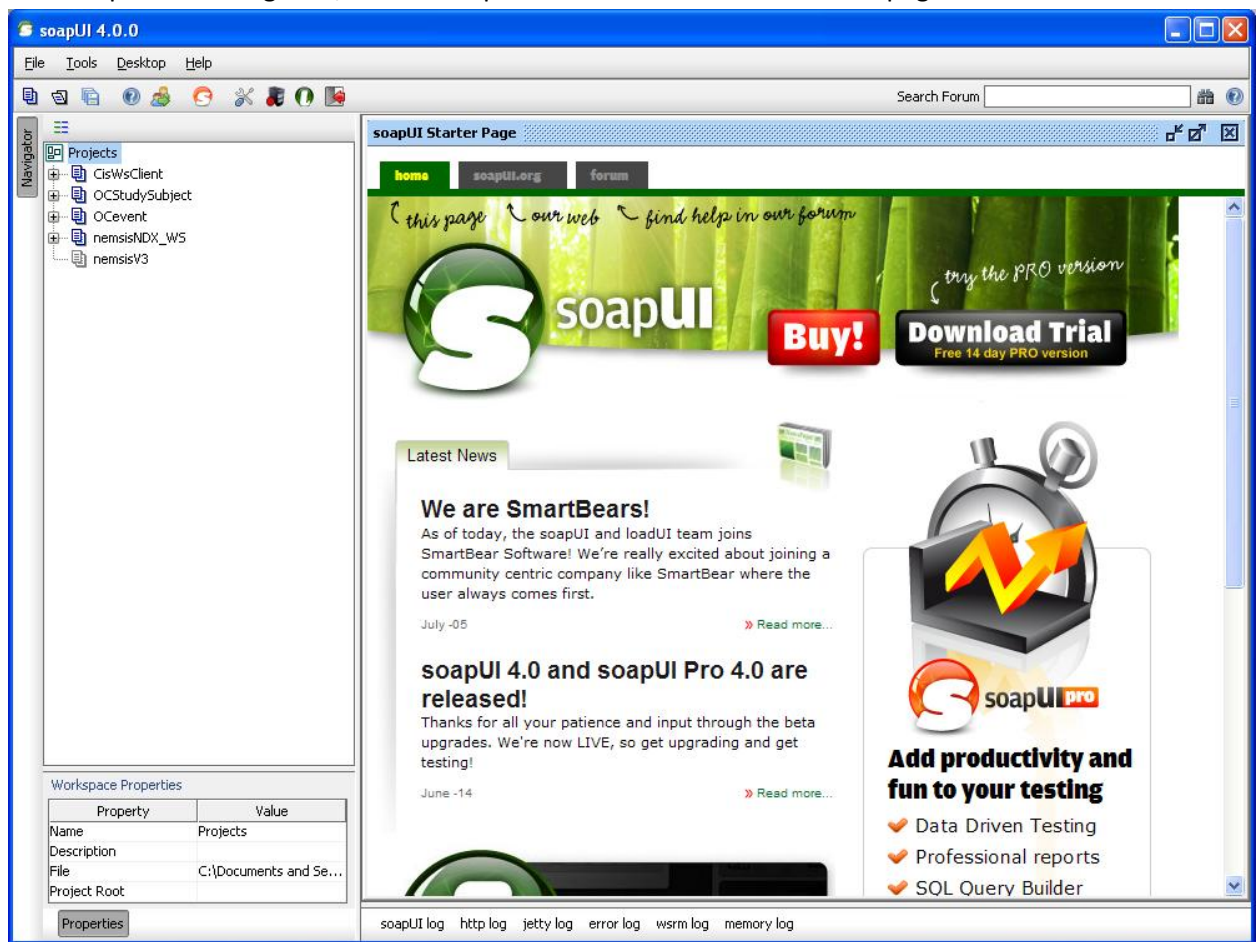 soapUI 4.0.0
File Tools Desktop Help
Search Forum
Navigator
Projects
CisWsClient
OCStudySubject
OCevent
nemsisNDX_WS
nemsisV3
soapUI Starter Page
home soapUI.org forum
this page our web find help in our forum
try the PRO version
soapUI
Buy!
Download Trial
Free 14 day PRO version
Latest News
We are SmartBears!
As of today, the soapUI and loadUI team joins
SmartBear Software! We're really excited about joining a
community centric company like SmartBear where the
user always comes first.
July -05 » Read more...
soapUI 4.0 and soapUI Pro 4.0 are
released!
Thanks for all your patience and input through the beta
upgrades. We're now LIVE, so get upgrading and get
testing!
June -14 » Read more...
soapUI pro
Add productivity and
fun to your testing
Data Driven Testing
Professional reports
SQL Query Builder
Workspace Properties
Property Value
Name Projects
Description
File C:\Documents and Se...
Project Root
Properties
soapUI log http log jetty log error log wsrm log memory log